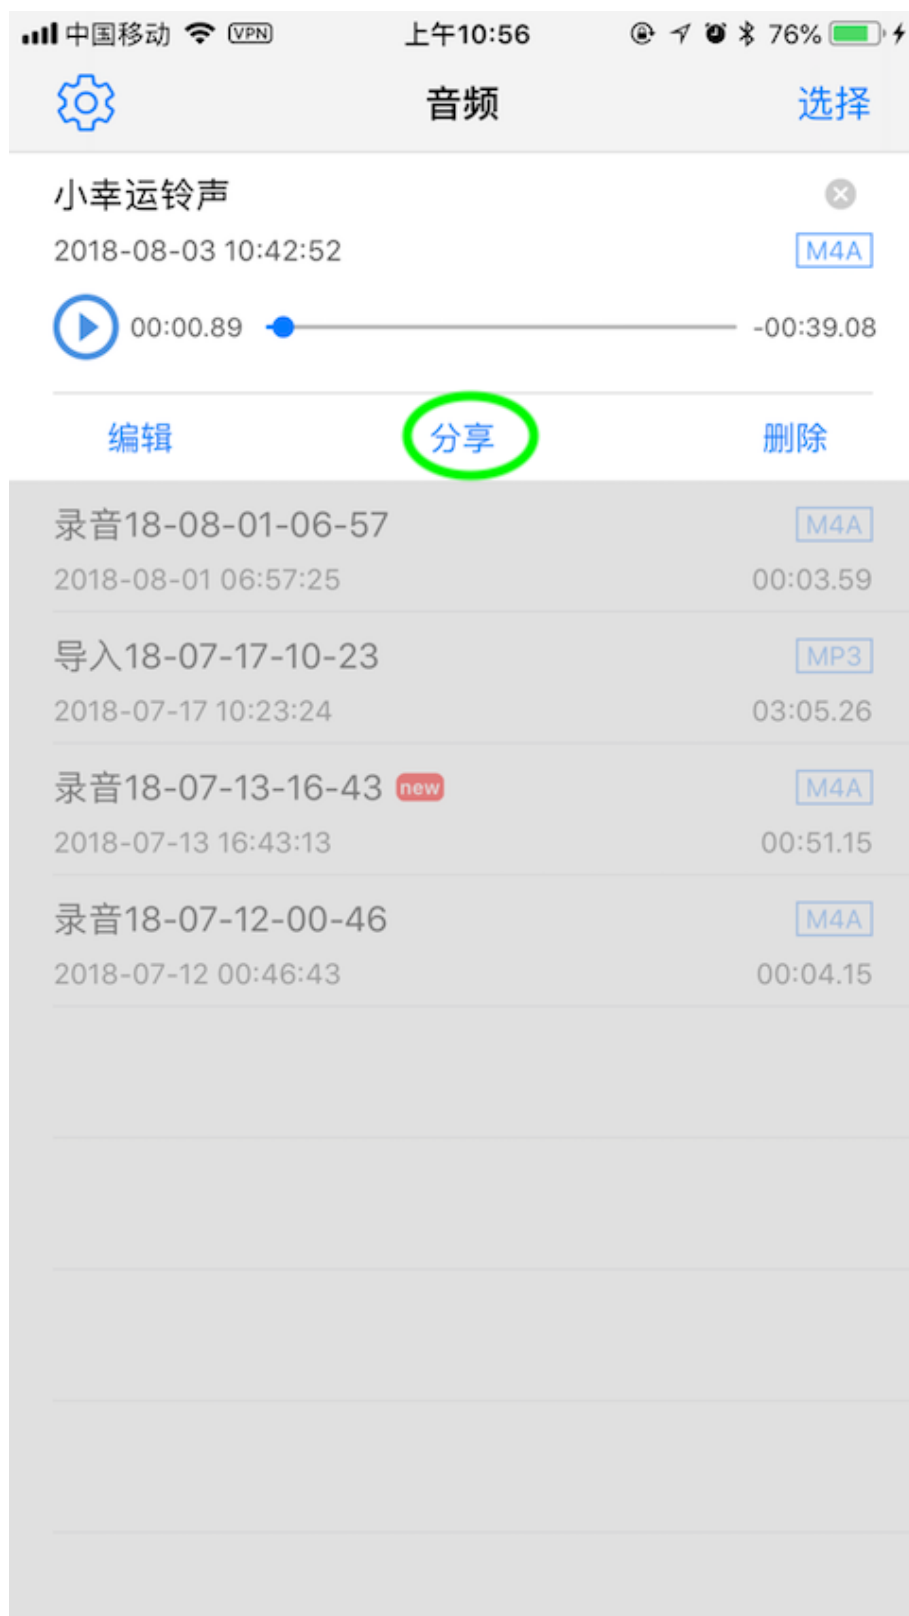 中国移动 VPN 上午10:56 76%
音频 选择
小幸运铃声
2018-08-03 10:42:52 M4A
00:00.89 -00:39.08
编辑 分享 删除
录音18-08-01-06-57 M4A
2018-08-01 06:57:25 00:03.59
导入18-07-17-10-23 MP3
2018-07-17 10:23:24 03:05.26
录音18-07-13-16-43 new M4A
2018-07-13 16:43:13 00:51.15
录音18-07-12-00-46 M4A
2018-07-12 00:46:43 00:04.15